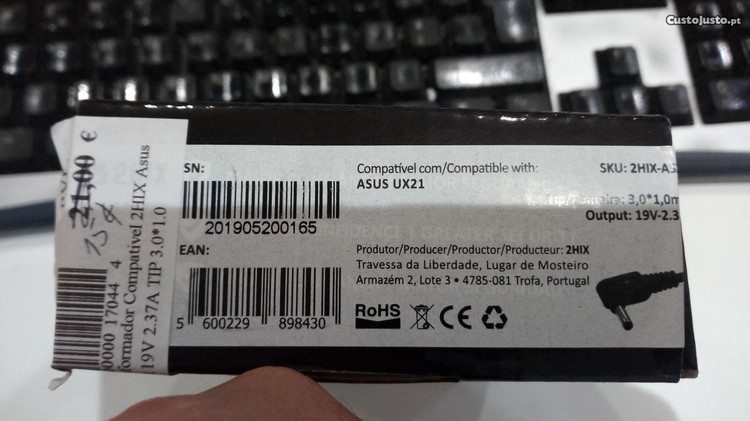 CustoJusto.pt
21,00 €
15 €
0000 17044 4
formador Compativel 2HIX Asus
19V 2.37A TIP 3.0*1.0
SN:
201905200165
EAN:
5 600229 898430
Compatível com/Compatible with:
ASUS UX21
SKU: 2HIX-A
3,0*1,0m
Output: 19V-2.3
Produtor/Producer/Productor/Producteur: 2HIX
Travessa da Liberdade, Lugar de Mosteiro
Armazém 2, Lote 3 • 4785-081 Trofa, Portugal
RoHS CE